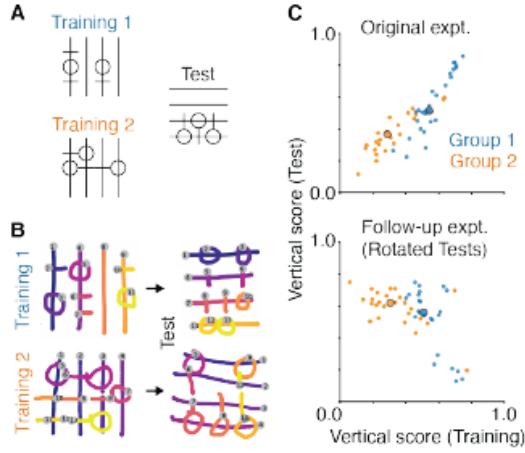 A
Training 1
Test
Training 2
B
Training 1
Test
Training 2
C
1.0
Original expt.
Group 1
Group 2
0.0
Vertical score (Test)
1.0
Follow-up expt.
(Rotated Tests)
0.0
1.0
Vertical score (Training)